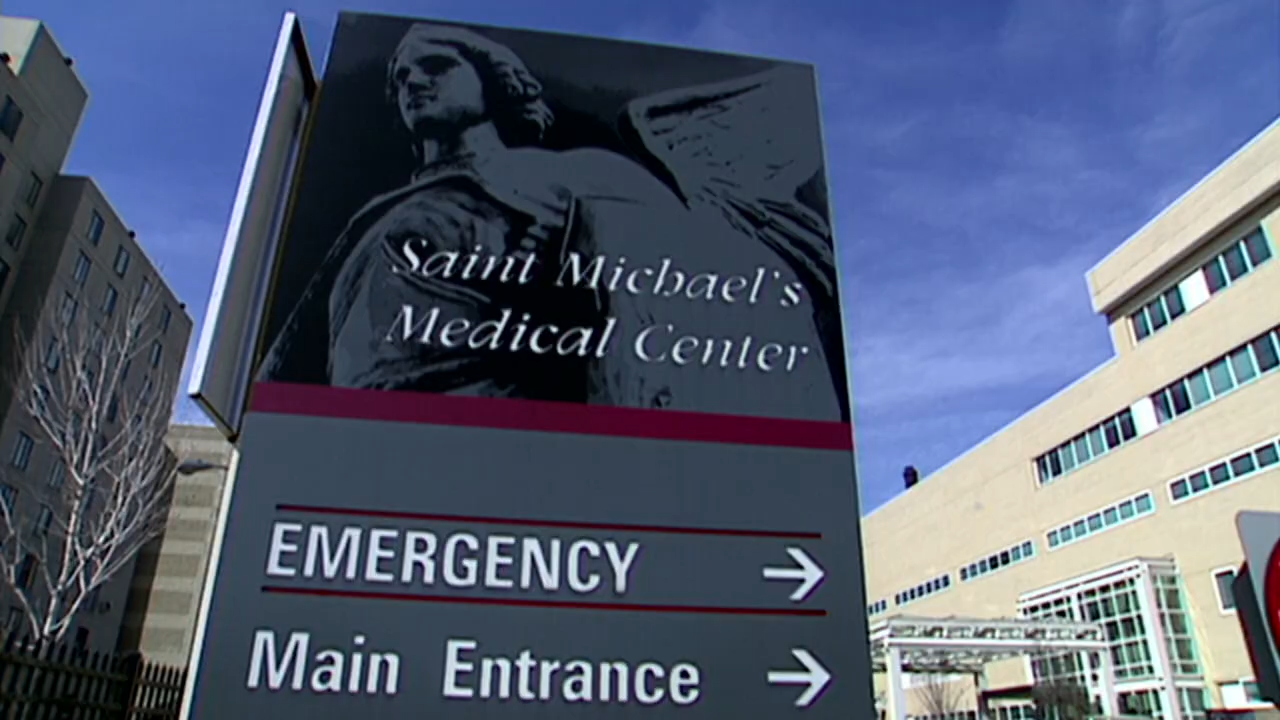 Saint Michael's
Medical Center
EMERGENCY →
Main Entrance →